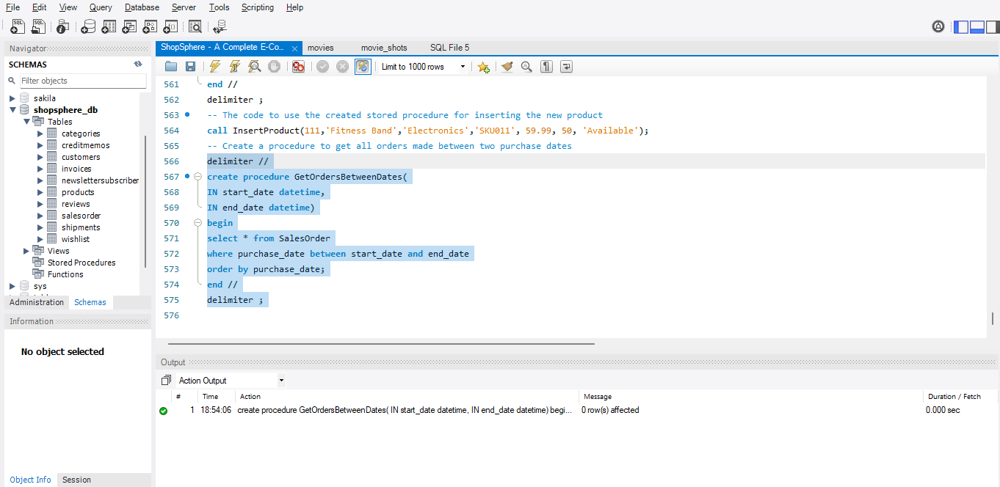 File Edit View Query Database Server Tools Scripting Help
Navigator
SCHEMAS
Filter objects
sakila
shopsphere_db
Tables
categories
creditmemos
customers
invoices
newslettersubscriber
products
reviews
salesorder
shipments
wishlist
Views
Stored Procedures
Functions
sys
Administration Schemas
Information
No object selected
Object Info Session
ShopSphere - A Complete E-Co... movies movie_shots SQL File 5
Limit to 1000 rows
561 end //
562 delimiter ;
563 -- The code to use the created stored procedure for inserting the new product
564 call InsertProduct(111,'Fitness Band','Electronics','SKU011', 59.99, 50, 'Available');
565 -- Create a procedure to get all orders made between two purchase dates
566 delimiter //
567 create procedure GetOrdersBetweenDates(
568 IN start_date datetime,
569 IN end_date datetime)
570 begin
571 select * from SalesOrder
572 where purchase_date between start_date and end_date
573 order by purchase_date;
574 end //
575 delimiter ;
576
Output
Action Output
# Time Action Message Duration / Fetch
1 18:54:06 create procedure GetOrdersBetweenDates( IN start_date datetime, IN end_date datetime) begi... 0 row(s) affected 0.000 sec